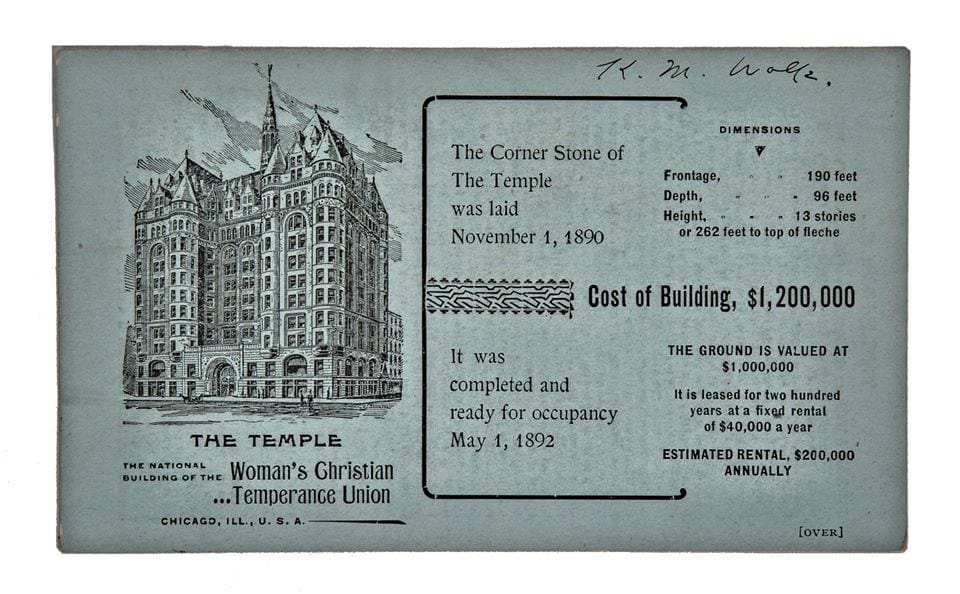 K. M.
THE TEMPLE
THE NATIONAL
BUILDING OF THE Woman's Christian
...Temperance Union
CHICAGO, ILL., U. S. A.
The Corner Stone of
The Temple
was laid
November 1, 1890
It was
completed and
ready for occupancy
May 1, 1892
DIMENSIONS
Frontage, " " 190 feet
Depth, " - 96 feet
Height, " - " 13 stories
or 262 feet to top of fleche
Cost of Building, $1,200,000
THE GROUND IS VALUED AT
$1,000,000
It is leased for two hundred
years at a fixed rental
of $40,000 a year
ESTIMATED RENTAL, $200,000
ANNUALLY
[OVER]